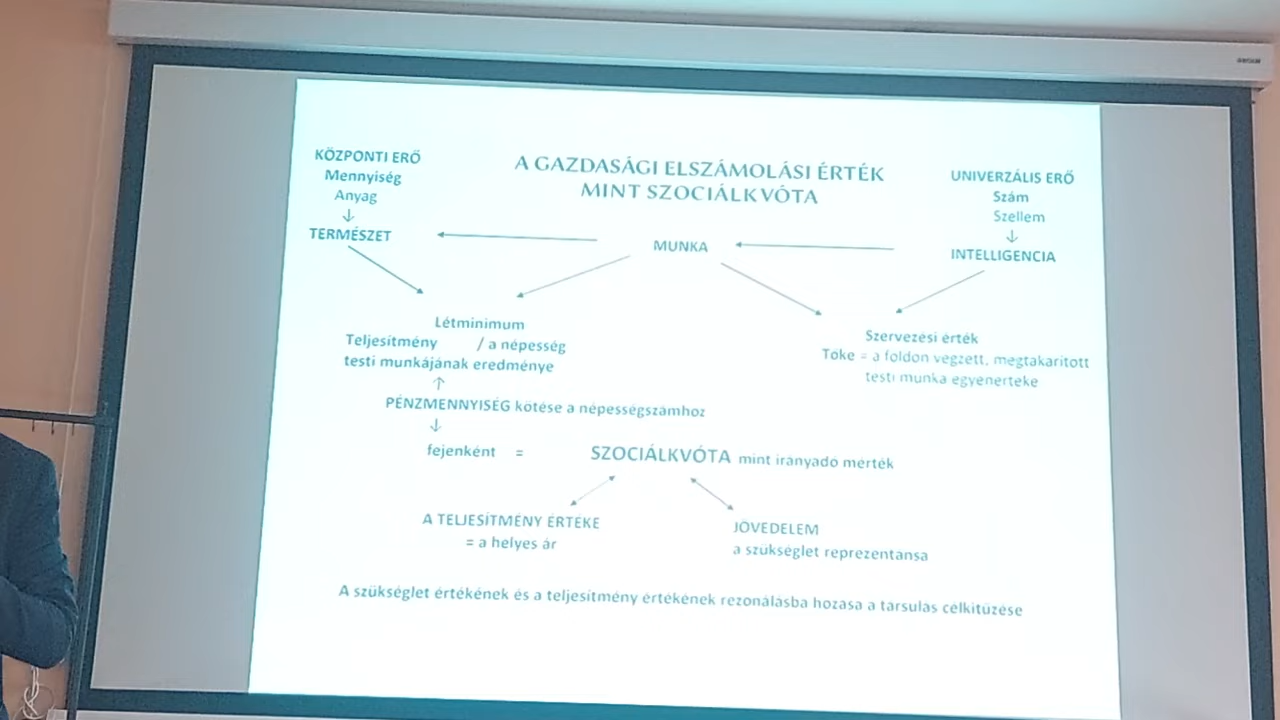 A GAZDASÁGI ELSZÁMOLÁSI ÉRTÉK
MINT SZOCIÁLKVÓTA
KÖZPONTI ERŐ
Mennyiség
Anyag
↓
TERMÉSZET
MUNKA
UNIVERZÁLIS ERŐ
Szám
Szellem
↓
INTELLIGENCIA
Létminimum
Teljesítmény / a népesség
testi munkájának eredménye
↑
PÉNZMENNYISÉG kötése a népességszámhoz
↓
fejenként = SZOCIÁLKVÓTA mint irányadó mérték
Szervezési érték
Tőke = a földön végzett, megtakarított
testi munka egyenértéke
A TELJESÍTMÉNY ÉRTÉKE
= a helyes ár
JÖVEDELEM
a szükséglet reprezentánsa
A szükséglet értékének és a teljesítmény értékének rezonálásba hozása a társulás célkitűzése